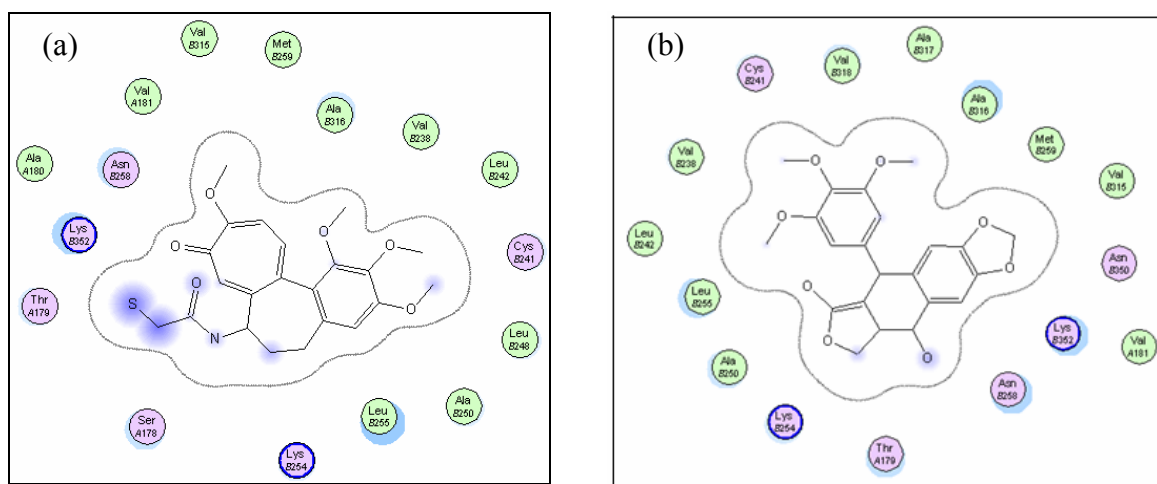 (a)
Val
B315
Met
B259
Val
A181
Ala
B316
Val
B238
Ala
A180
Asn
B258
Leu
B242
Lys
B352
Cys
B241
Thr
A179
Leu
B248
Ser
A178
Leu
B255
Ala
B250
Lys
B254
O
O
O
O
O
O
S
N
(b)
Ala
B317
Cys
B241
Val
B318
Ala
B316
Val
B238
Met
B259
Val
B315
Leu
B242
Asn
B350
Leu
B255
Lys
B352
Val
A181
Ala
B250
Asn
B258
Lys
B254
Thr
A179
O
O
O
O
O
O
O
O